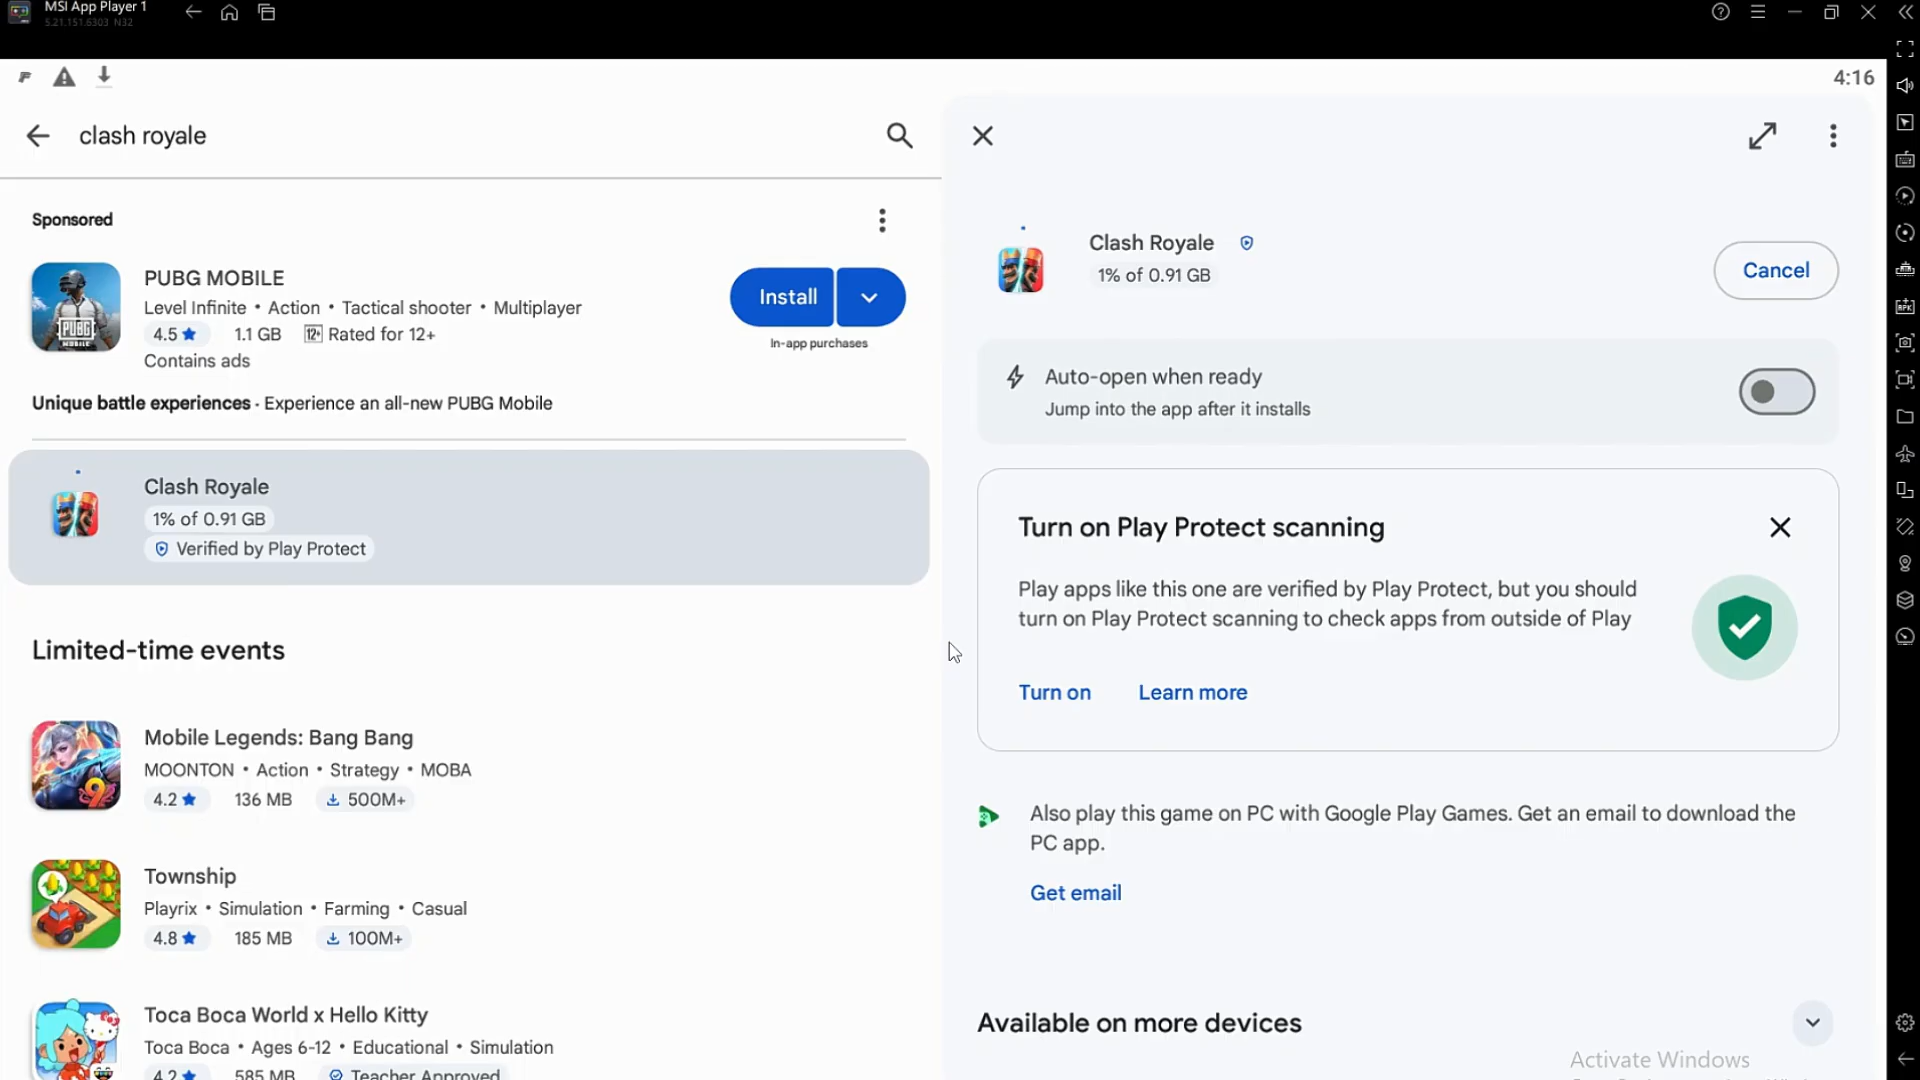 MSI App Player 1
5.21.151.6303 N32
4:16
clash royale
Sponsored
PUBG MOBILE
Level Infinite • Action • Tactical shooter • Multiplayer
4.5 ★ 1.1 GB 12+ Rated for 12+
Contains ads
Install
In-app purchases
Unique battle experiences - Experience an all-new PUBG Mobile
Clash Royale
1% of 0.91 GB
Verified by Play Protect
Limited-time events
Mobile Legends: Bang Bang
MOONTON • Action • Strategy • MOBA
4.2 ★ 136 MB 500M+
Township
Playrix • Simulation • Farming • Casual
4.8 ★ 185 MB 100M+
Toca Boca World x Hello Kitty
Toca Boca • Ages 6-12 • Educational • Simulation
4.2 ★ 585 MB Teacher Approved
Clash Royale
1% of 0.91 GB
Cancel
Auto-open when ready
Jump into the app after it installs
Turn on Play Protect scanning
Play apps like this one are verified by Play Protect, but you should
turn on Play Protect scanning to check apps from outside of Play
Turn on Learn more
Also play this game on PC with Google Play Games. Get an email to download the
PC app.
Get email
Available on more devices
Activate Windows